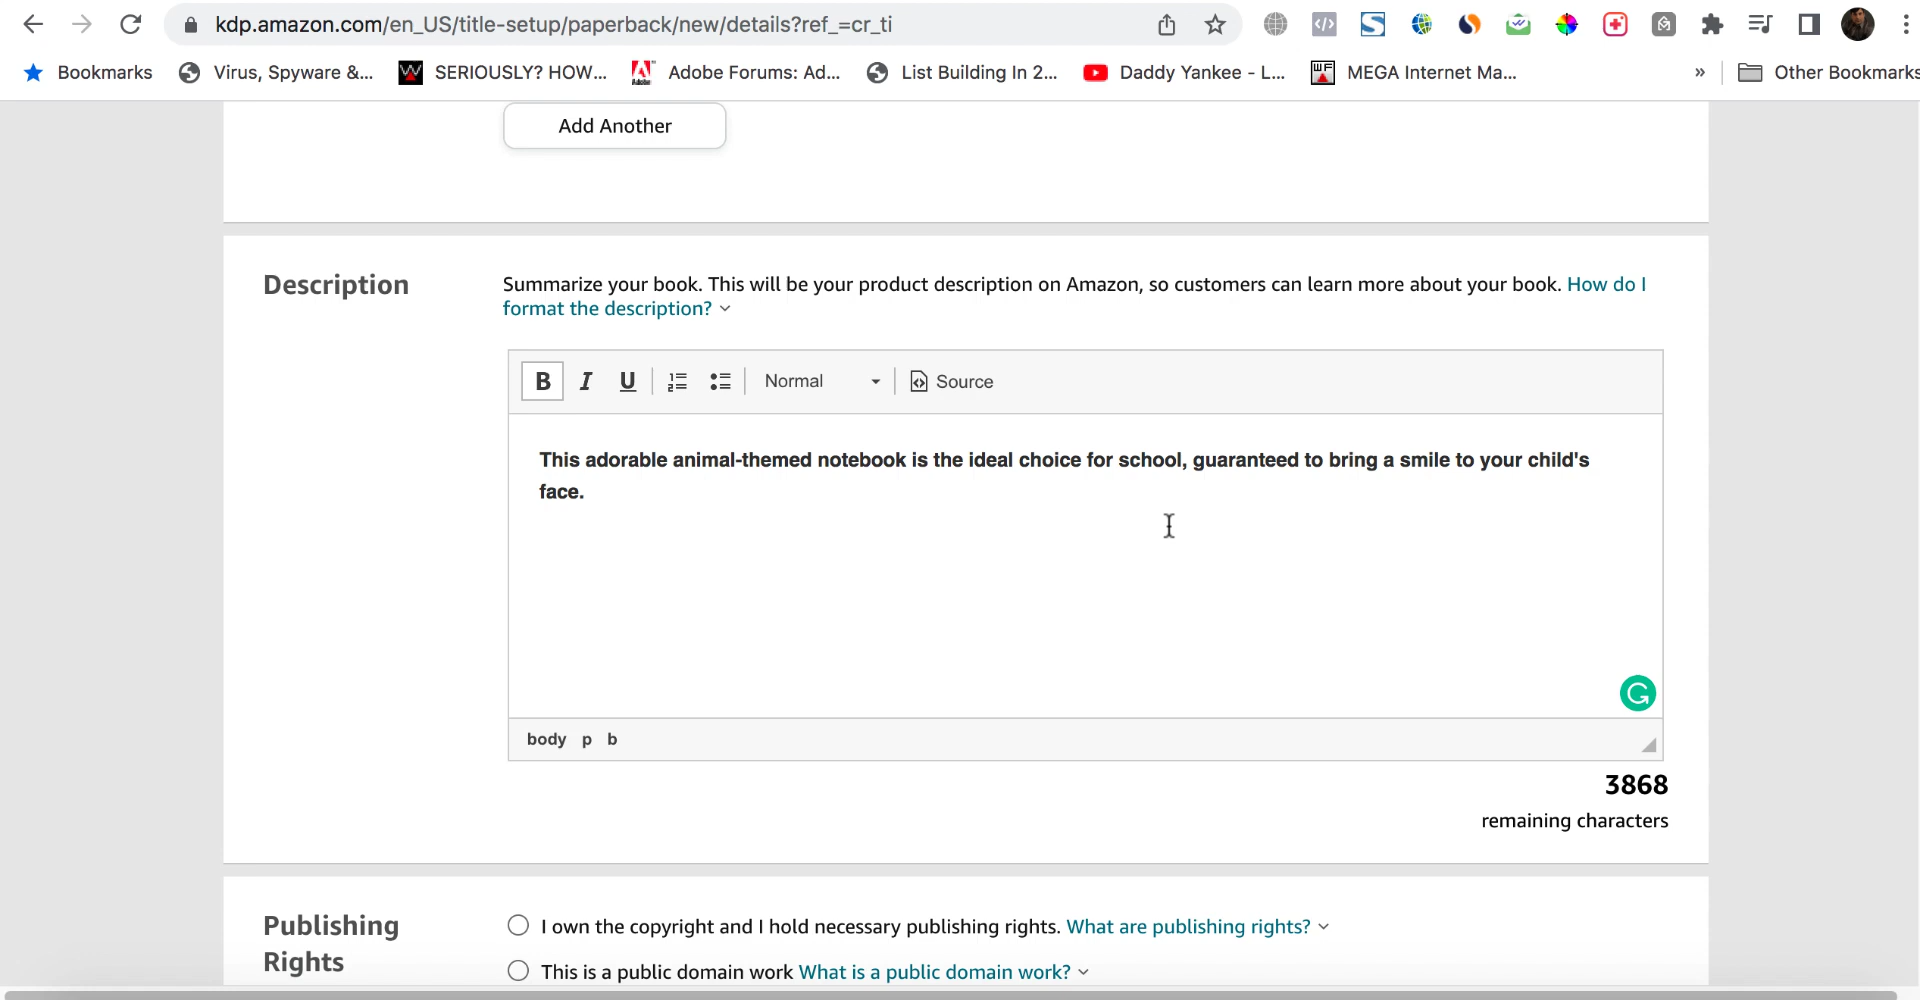 kdp.amazon.com/en_US/title-setup/paperback/new/details?ref_=cr_ti
Bookmarks Virus, Spyware &... SERIOUSLY? HOW... Adobe Forums: Ad... List Building In 2... Daddy Yankee - L... MEGA Internet Ma... » Other Bookmarks
Add Another
Description
Summarize your book. This will be your product description on Amazon, so customers can learn more about your book. How do I
format the description?
B I U Normal Source
This adorable animal-themed notebook is the ideal choice for school, guaranteed to bring a smile to your child's
face.
body p b
3868
remaining characters
Publishing
Rights
I own the copyright and I hold necessary publishing rights. What are publishing rights?
This is a public domain work What is a public domain work?